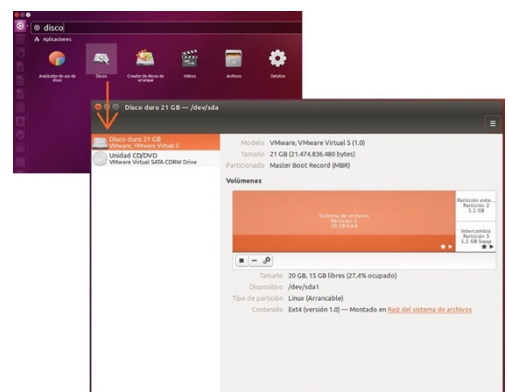 disco
Aplicaciones
Analizador de uso de
disco
Discos
Creador de discos de
arranque
Vídeos
Archivos
Detalles
Disco duro 21 GB — /dev/sda
Disco duro 21 GB
VMware, VMware Virtual S
Unidad CD/DVD
VMware Virtual SATA CDRW Drive
Modelo VMware, VMware Virtual S (1.0)
Tamaño 21 GB (21.474.836.480 bytes)
Particionado Master Boot Record (MBR)
Volúmenes
Sistema de archivos
Partición 1
20 GB Ext4
Partición exte...
Partición 2
1,1 GB
Intercambio
Partición 5
1,1 GB Swap
Tamaño 20 GB, 15 GB libres (27,4% ocupado)
Dispositivo /dev/sda1
Tipo de partición Linux (Arrancable)
Contenido Ext4 (versión 1.0) — Montado en Raíz del sistema de archivos